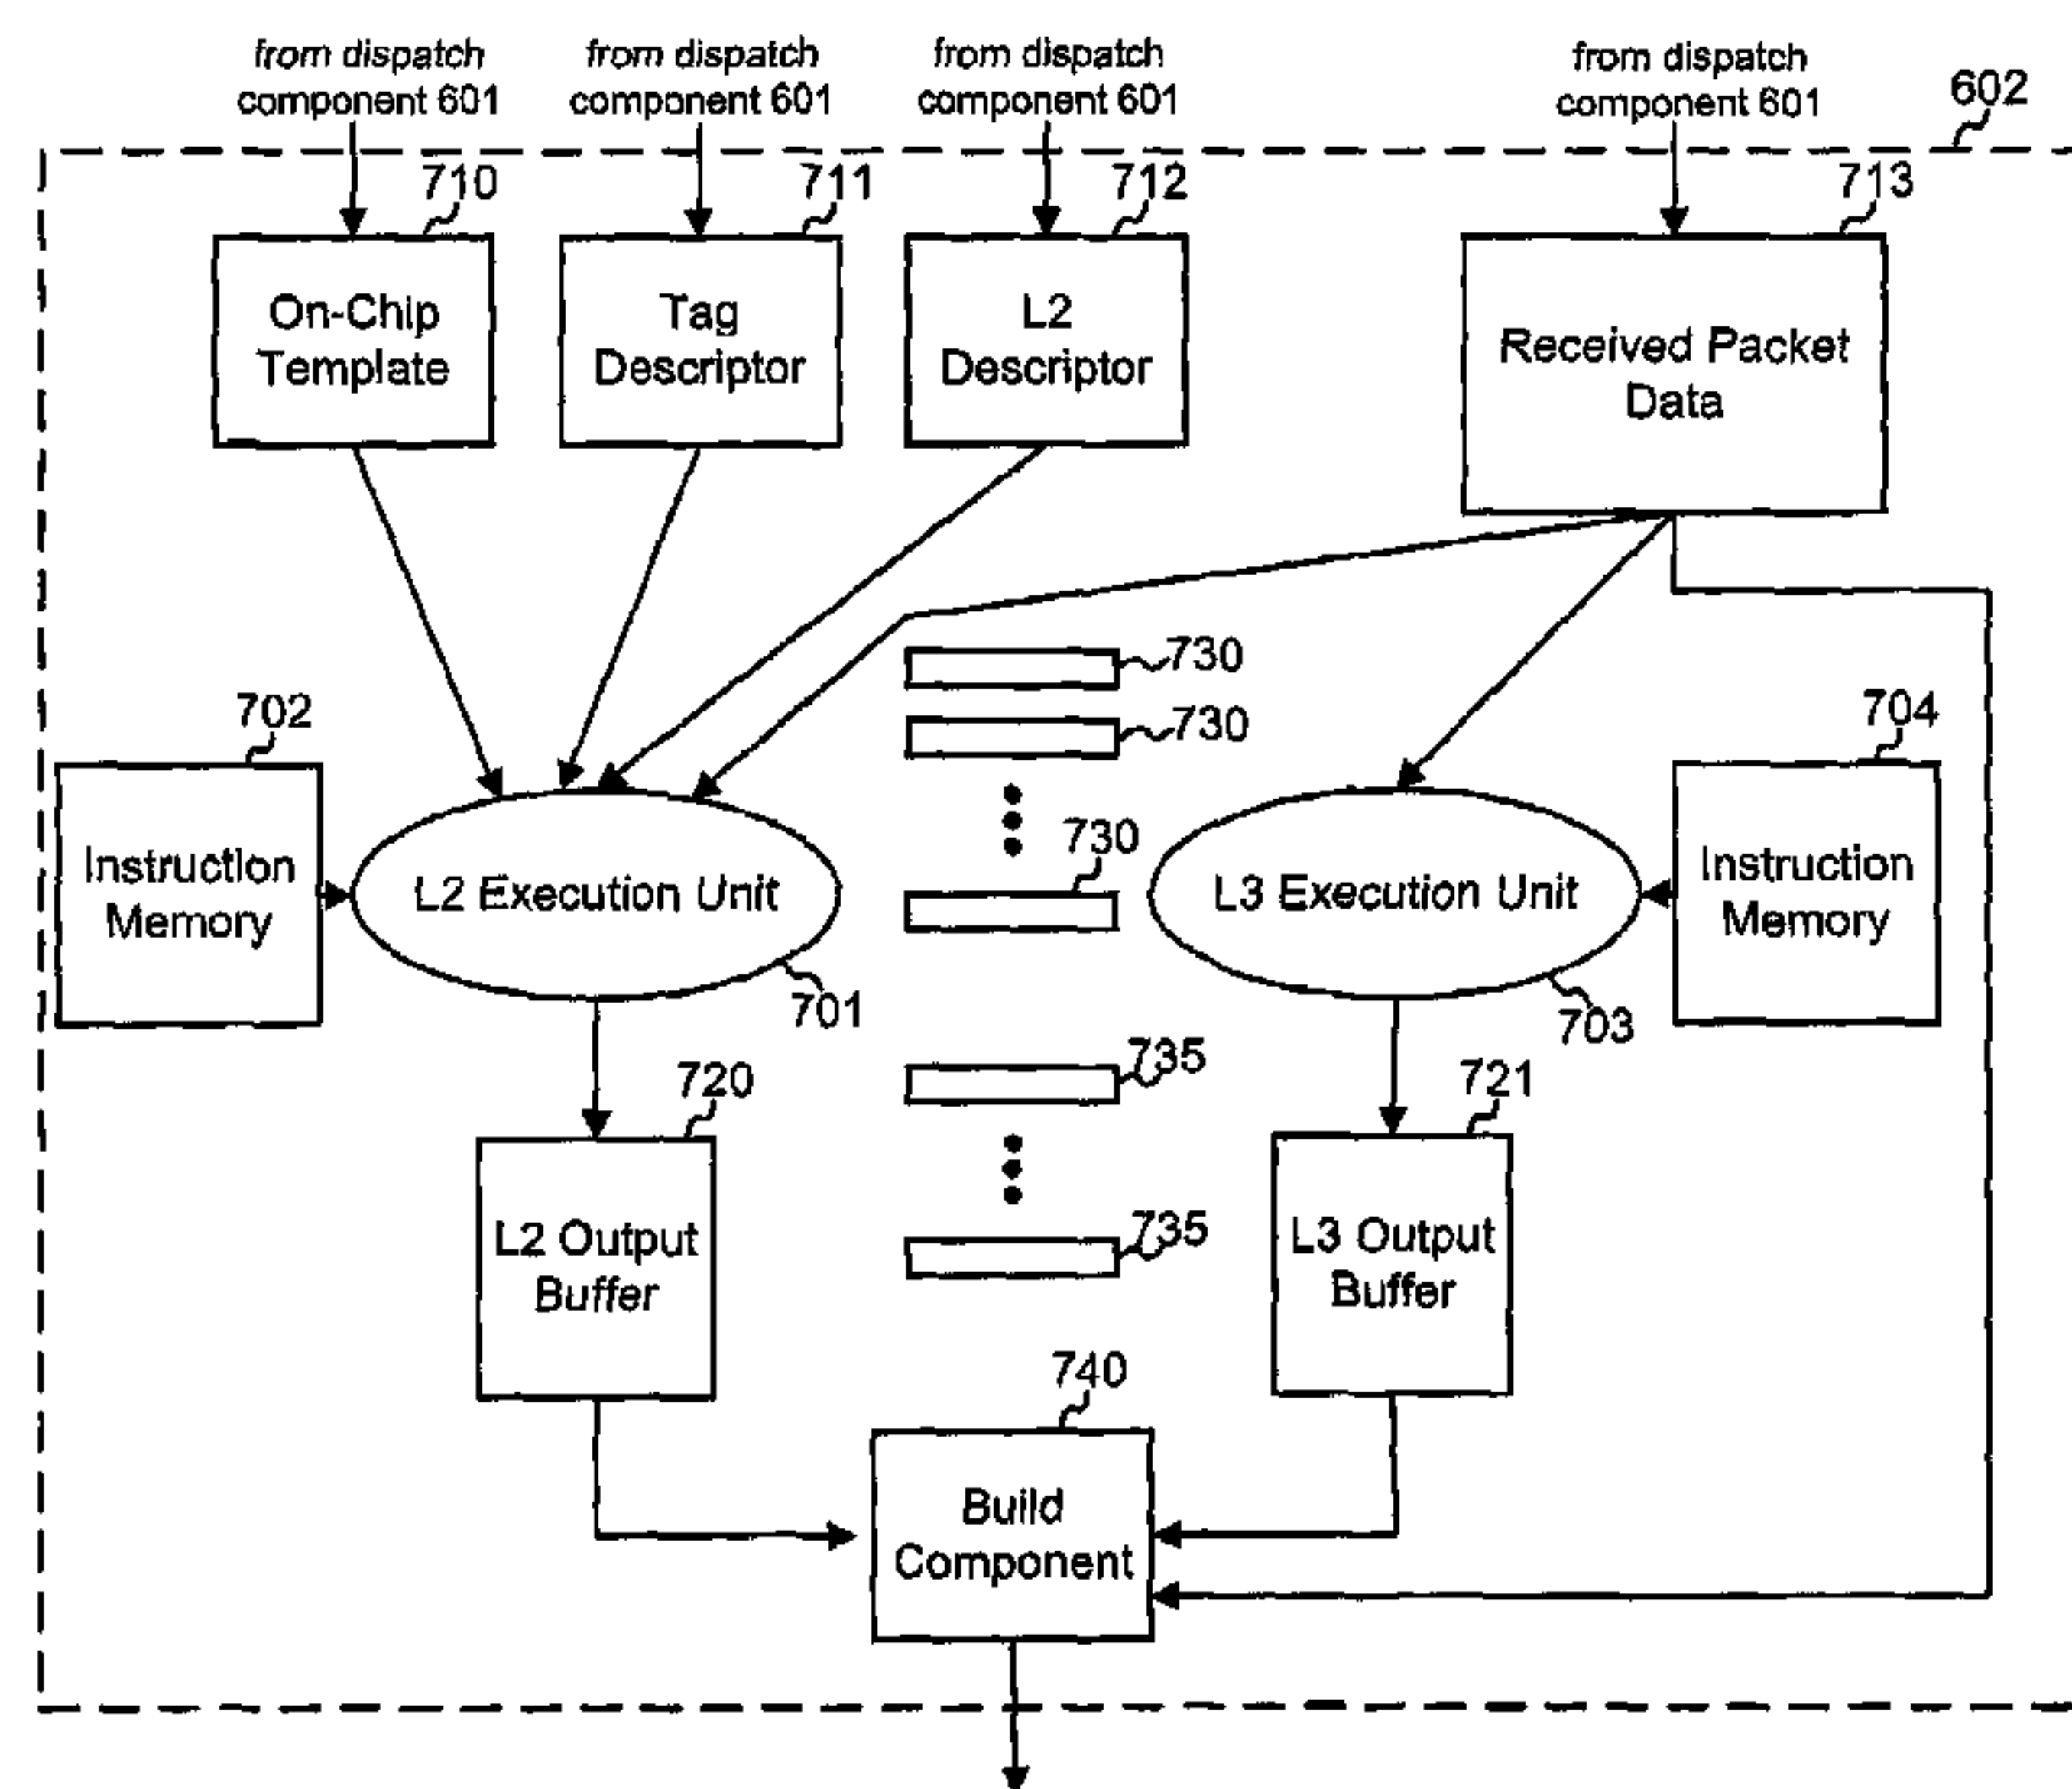 from dispatch
component 601
from dispatch
component 601
from dispatch
component 601
from dispatch
component 601
602
710
711
712
713
On-Chip
Template
Tag
Descriptor
L2
Descriptor
Received Packet
Data
730
730
702
704
730
Instruction
Memory
L2 Execution Unit
L3 Execution Unit
Instruction
Memory
701
703
735
720
721
L2 Output
Buffer
735
L3 Output
Buffer
740
Build
Component